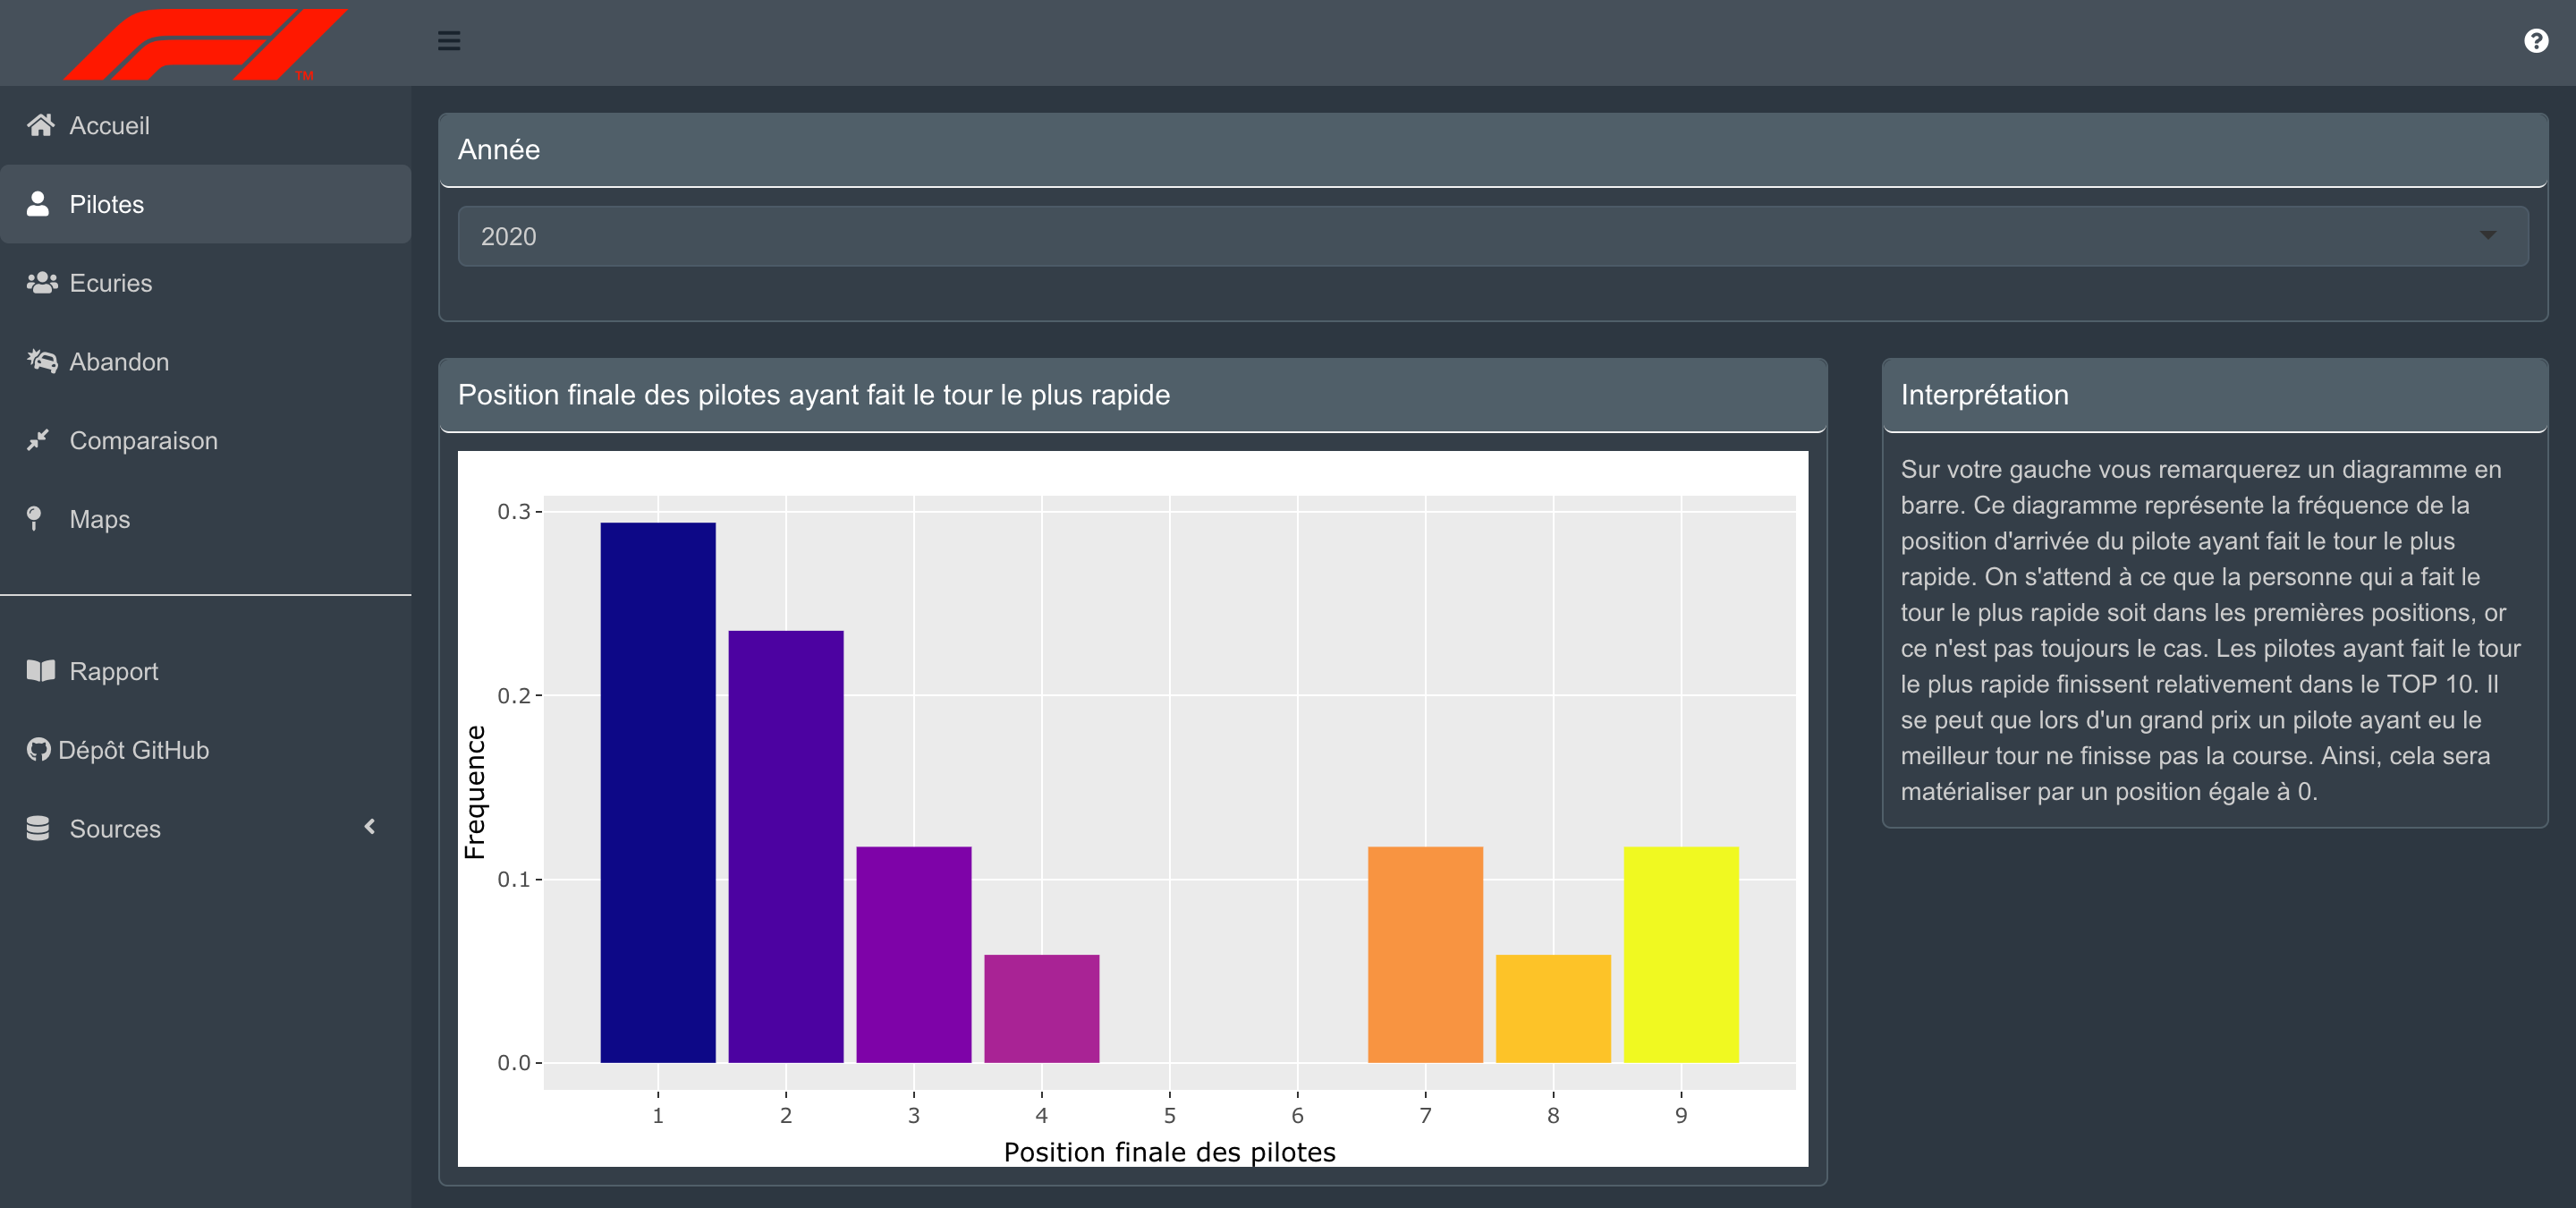 F1 TM
Accueil
Pilotes
Ecuries
Abandon
Comparaison
Maps
Rapport
Dépôt GitHub
Sources
Année
2020
Position finale des pilotes ayant fait le tour le plus rapide
0.3
0.2
0.1
0.0
Frequence
1 2 3 4 5 6 7 8 9
Position finale des pilotes
Interprétation
Sur votre gauche vous remarquerez un diagramme en
barre. Ce diagramme représente la fréquence de la
position d'arrivée du pilote ayant fait le tour le plus
rapide. On s'attend à ce que la personne qui a fait le
tour le plus rapide soit dans les premières positions, or
ce n'est pas toujours le cas. Les pilotes ayant fait le tour
le plus rapide finissent relativement dans le TOP 10. Il
se peut que lors d'un grand prix un pilote ayant eu le
meilleur tour ne finisse pas la course. Ainsi, cela sera
matérialiser par un position égale à 0.